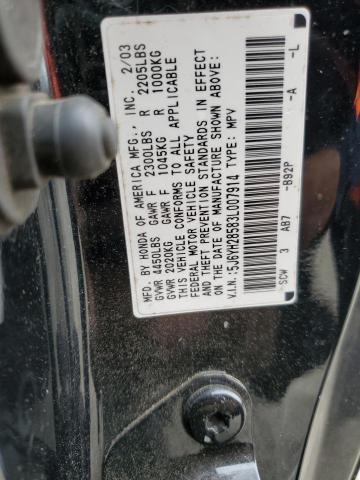 MFD. BY HONDA OF AMERICA MFG., INC. 2/03
GVWR 4450LBS GAWR F 2300LBS R 2205LBS
GVWR 2020KG GAWR F 1045KG R 1000KG
THIS VEHICLE CONFORMS TO ALL APPLICABLE
FEDERAL MOTOR VEHICLE SAFETY
AND THEFT PREVENTION STANDARDS IN EFFECT
ON THE DATE OF MANUFACTURE SHOWN ABOVE.
V.I.N.:5J6YH28583L007914 TYPE: MPV
SCW 3 AB7 -B92P -A -L